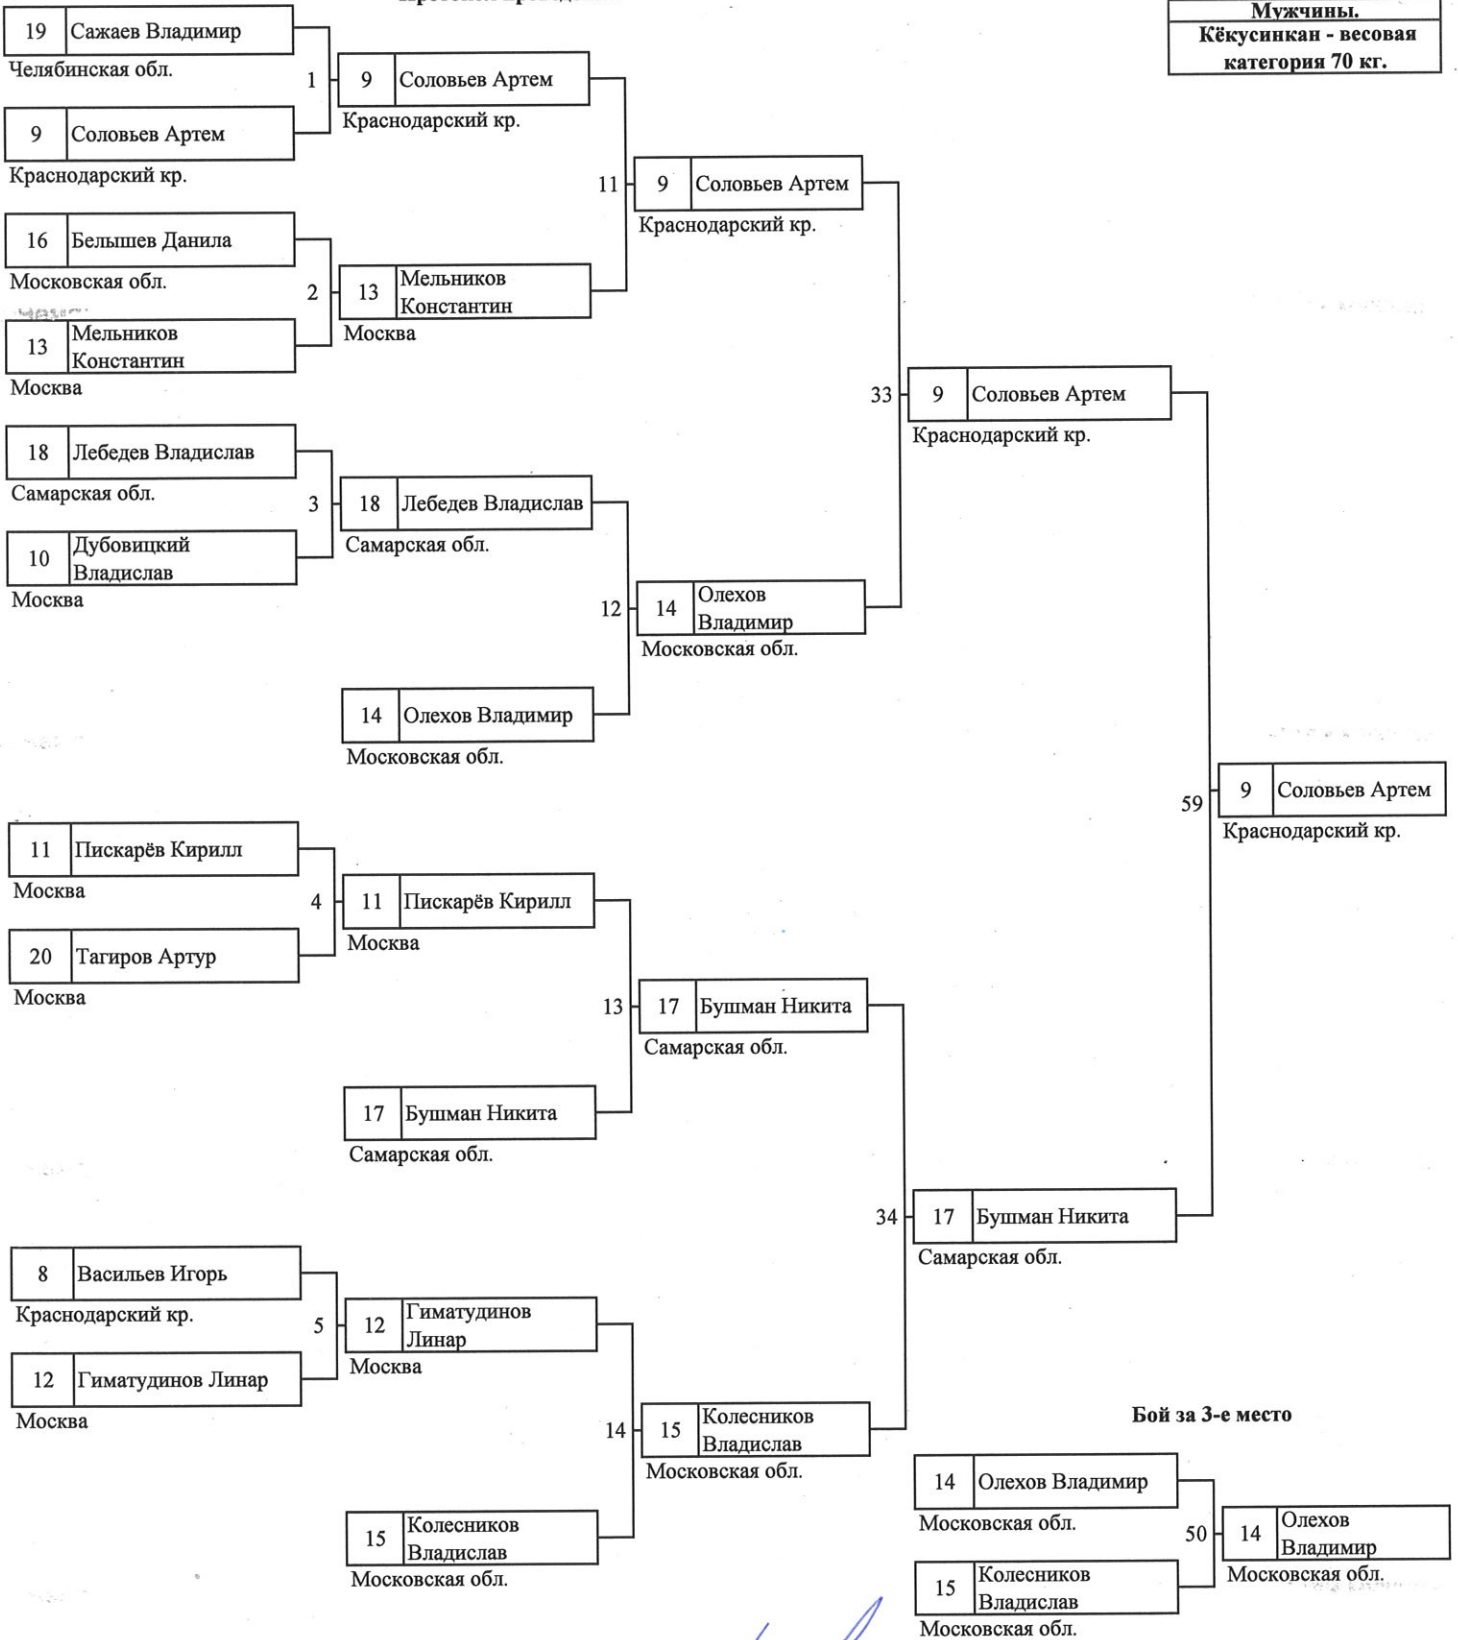 Мужчины.
Кёкусинкан - весовая
категория 70 кг.
19 Сажаев Владимир
Челябинская обл.
1
9 Соловьев Артем
Краснодарский кр.
9 Соловьев Артем
Краснодарский кр.
11
9 Соловьев Артем
Краснодарский кр.
16 Белышев Данила
Московская обл.
2
13 Мельников
Константин
Москва
13 Мельников
Константин
Москва
33
9 Соловьев Артем
Краснодарский кр.
18 Лебедев Владислав
Самарская обл.
3
18 Лебедев Владислав
Самарская обл.
10 Дубовицкий
Владислав
Москва
12
14 Олехов
Владимир
Московская обл.
14 Олехов Владимир
Московская обл.
59
9 Соловьев Артем
Краснодарский кр.
11 Пискарёв Кирилл
Москва
4
11 Пискарёв Кирилл
Москва
20 Тагиров Артур
Москва
13
17 Бушман Никита
Самарская обл.
17 Бушман Никита
Самарская обл.
34
17 Бушман Никита
Самарская обл.
8 Васильев Игорь
Краснодарский кр.
5
12 Гиматудинов
Линар
Москва
12 Гиматудинов Линар
Москва
14
15 Колесников
Владислав
Московская обл.
15 Колесников
Владислав
Московская обл.
Бой за 3-е место
14 Олехов Владимир
Московская обл.
50
14 Олехов
Владимир
Московская обл.
15 Колесников
Владислав
Московская обл.